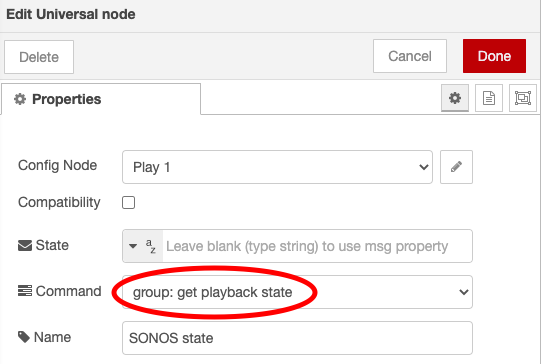 Edit Universal node
Delete
Cancel
Done
Properties
Config Node
Play 1
Compatibility
State
a
z
Leave blank (type string) to use msg property
Command
group: get playback state
Name
SONOS state